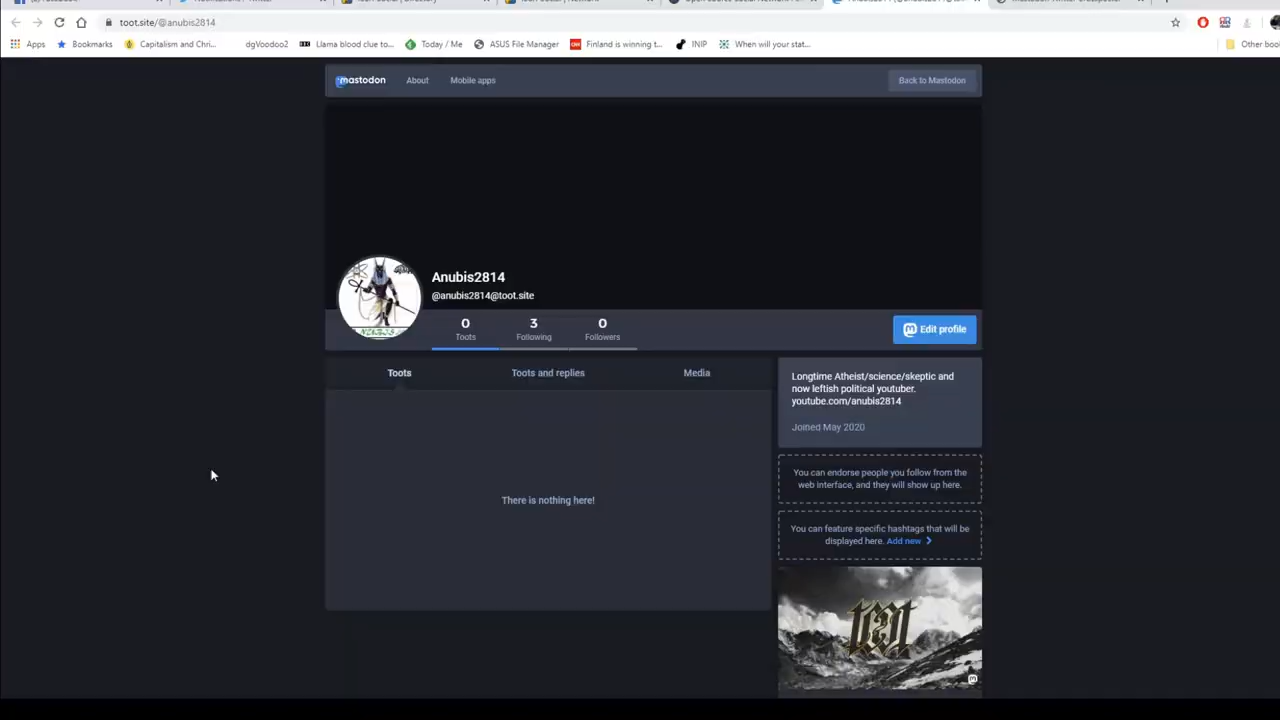 toot.site/@anubis2814
Apps
Bookmarks
Capitalism and Chri...
dgVoodoo2
Llama blood clue to...
Today / Me
ASUS File Manager
Finland is winning t...
INIP
When will your stat...
Other boo
mastodon
About
Mobile apps
Back to Mastodon
Anubis2814
@anubis2814@toot.site
0
Toots
3
Following
0
Followers
Edit profile
Toots
Toots and replies
Media
There is nothing here!
Longtime Atheist/science/skeptic and
now leftish political youtuber.
youtube.com/anubis2814
Joined May 2020
You can endorse people you follow from the
web interface, and they will show up here.
You can feature specific hashtags that will be
displayed here. Add new
toot